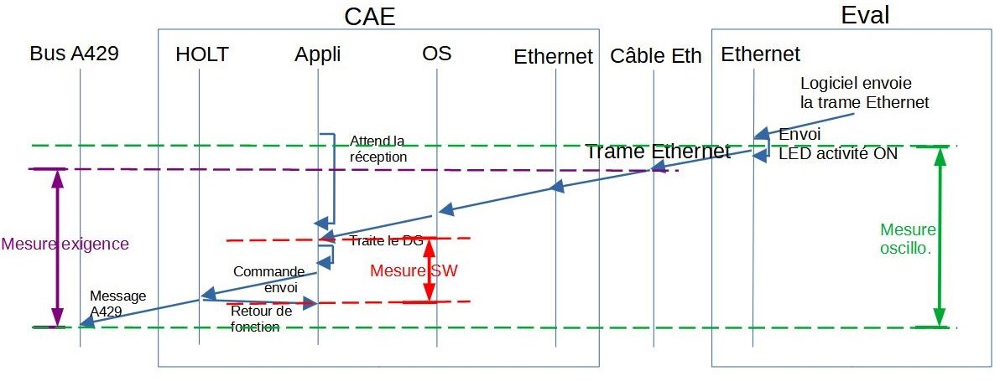 CAE
Eval
Bus A429
HOLT
Appli
OS
Ethernet
Câble Eth
Ethernet
Logiciel envoie
la trame Ethernet
Attend la
réception
Trame Ethernet
Envoi
LED activité ON
Mesure exigence
Traite le DG
Mesure
oscillo.
Commande
envoi
Mesure SW
Message
A429
Retour de
fonction